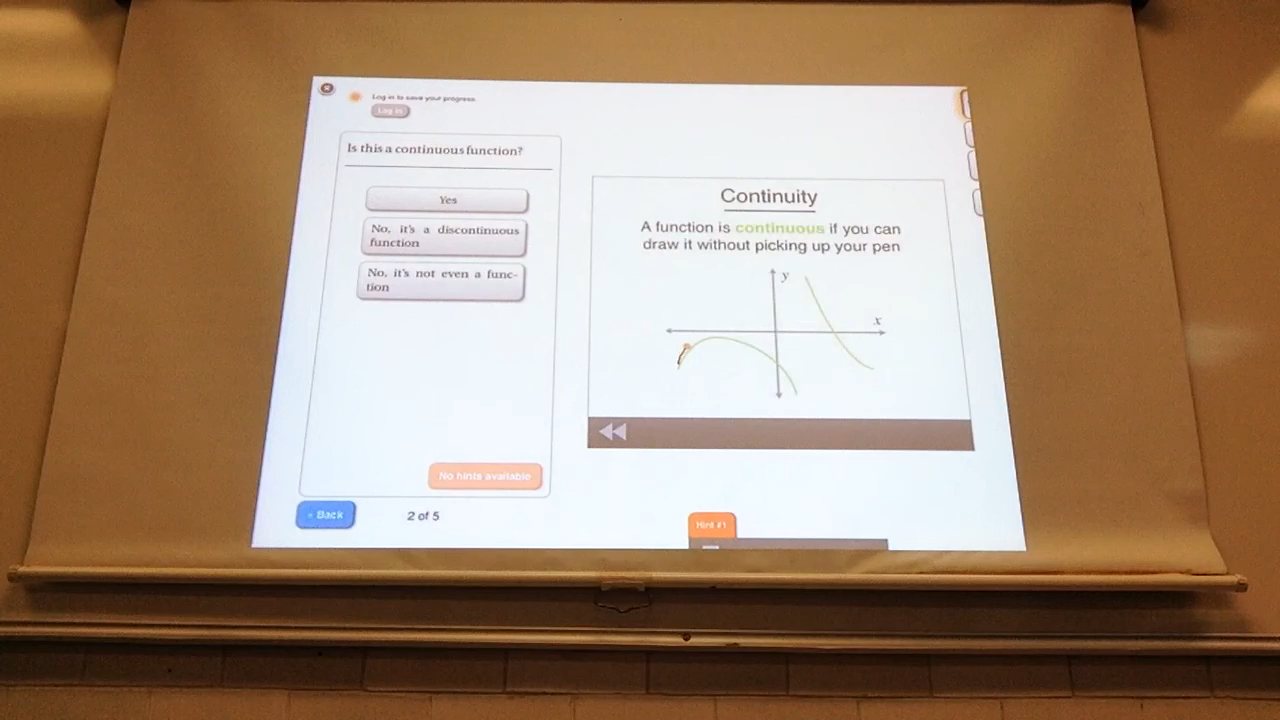 Log in to save your progress.
Log in
Is this a continuous function?
Yes
No, it's a discontinuous
function
No, it's not even a func-
tion
No hints available
« Back
2 of 5
Continuity
A function is continuous if you can
draw it without picking up your pen
y
x
Hint #1